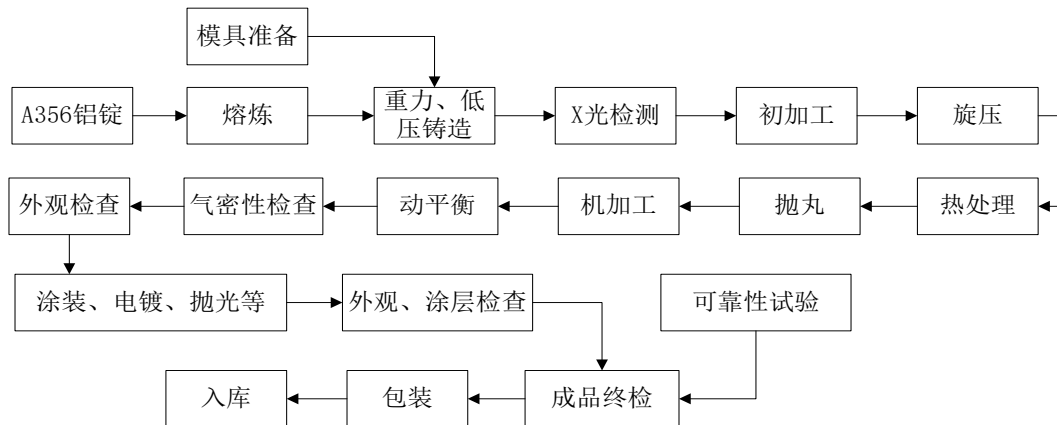 模具准备
A356铝锭
熔炼
重力、低
压铸造
X光检测
初加工
旋压
外观检查
气密性检查
动平衡
机加工
抛丸
热处理
涂装、电镀、抛光等
外观、涂层检查
可靠性试验
入库
包装
成品终检